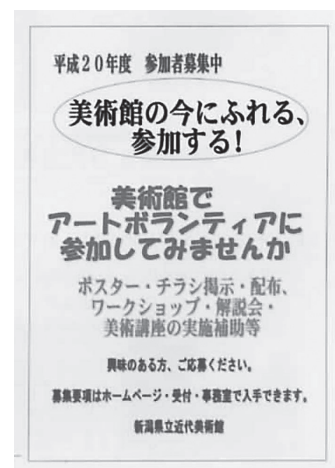 平成20年度 参加者募集中
美術館の今にふれる、
参加する!
美術館で
アートボランティアに
参加してみませんか
ポスター・チラシ掲示・配布、
ワークショップ・解説会・
美術講座の実施補助等
興味のある方、ご応募ください。
募集要項はホームページ・受付・事務室で入手できます。
新潟県立近代美術館